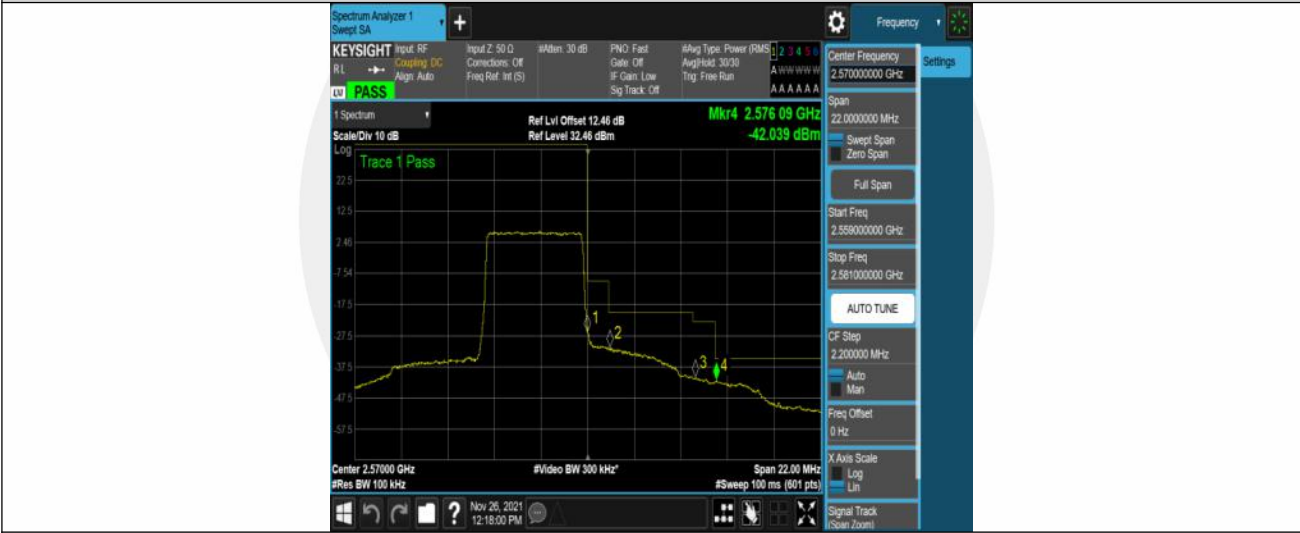 Spectrum Analyzer 1
Swept SA
+
Frequency
KEYSIGHT
RL
LV PASS
Input: RF
Coupling: DC
Align: Auto
Input Z: 50 Ω
Corrections: Off
Freq Ref: Int (S)
#Atten: 30 dB
PNO: Fast
Gate: Off
IF Gain: Low
Sig Track: Off
#Avg Type: Power (RMS
Avg|Hold: 30/30
Trig: Free Run
1 2 3 4 5 6
A W W W W W
A A A A A A
1 Spectrum
Scale/Div 10 dB
Ref Lvl Offset 12.46 dB
Ref Level 32.46 dBm
Mkr4 2.576 09 GHz
-42.039 dBm
Log
Trace 1 Pass
22.5
12.5
2.46
-7.54
-17.5
-27.5
-37.5
-47.5
-57.5
1
2
3
4
Center 2.57000 GHz
#Res BW 100 kHz
#Video BW 300 kHz*
Span 22.00 MHz
#Sweep 100 ms (601 pts)
?
Nov 26, 2021
12:18:00 PM
Center Frequency
2.570000000 GHz
Settings
Span
22.0000000 MHz
Swept Span
Zero Span
Full Span
Start Freq
2.559000000 GHz
Stop Freq
2.581000000 GHz
AUTO TUNE
CF Step
2.200000 MHz
Auto
Man
Freq Offset
0 Hz
X Axis Scale
Log
Lin
Signal Track
(Span Zoom)